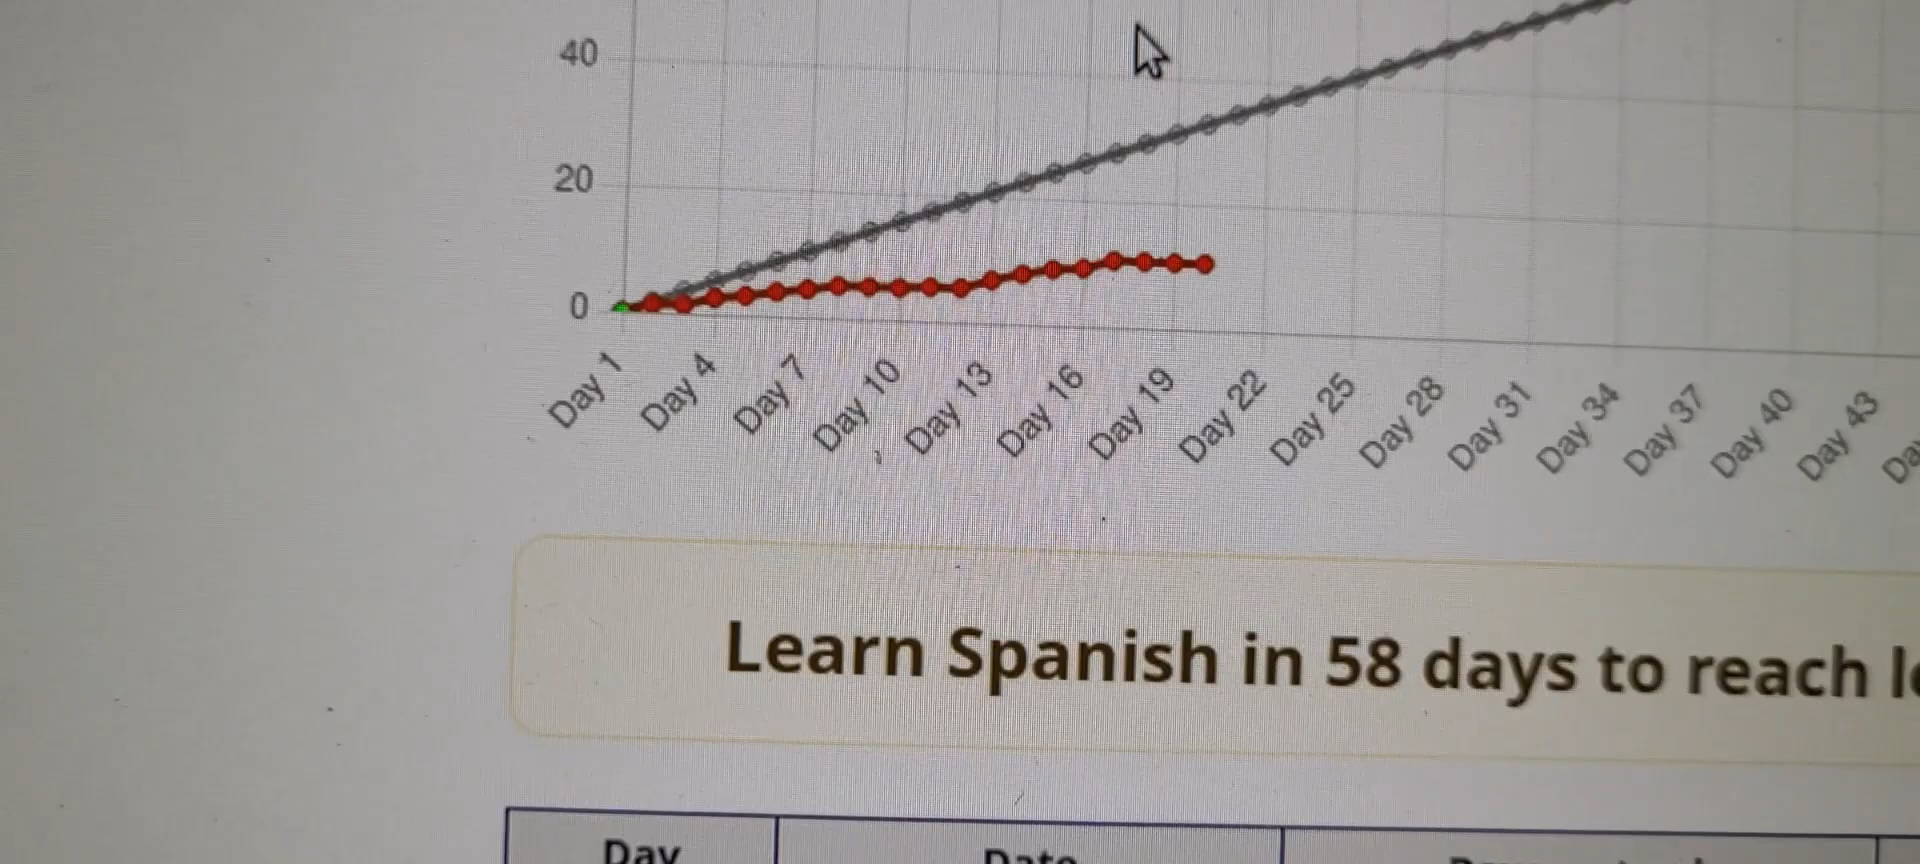 40
20
0
Day 1 Day 4 Day 7 Day 10 Day 13 Day 16 Day 19 Day 22 Day 25 Day 28 Day 31 Day 34 Day 37 Day 40 Day 43
Learn Spanish in 58 days to reach
Day Date